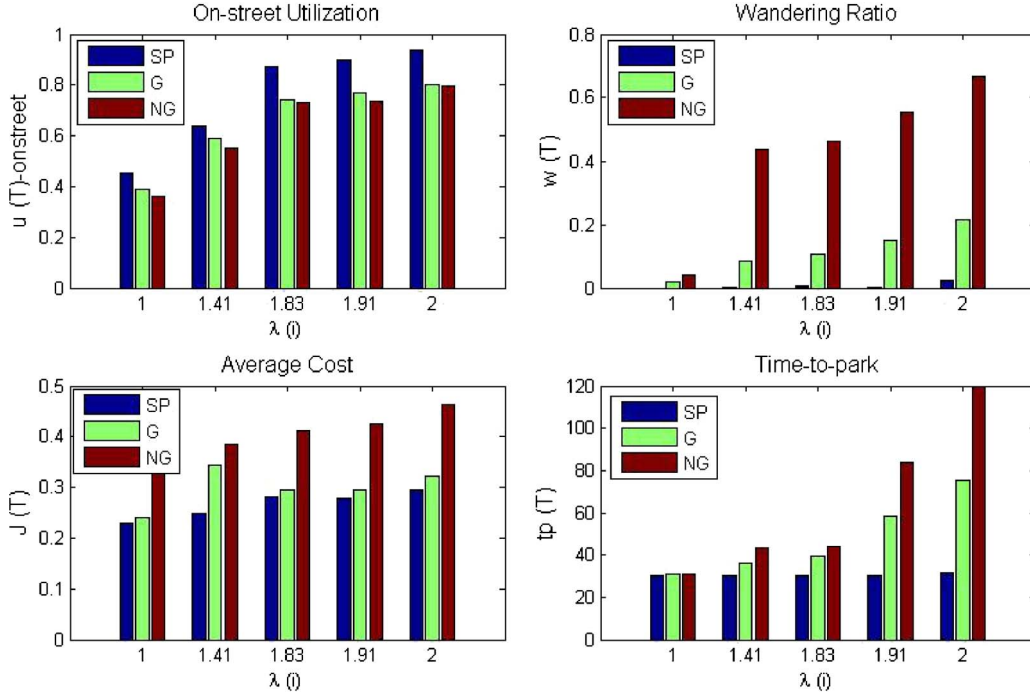 On-street Utilization
u (T)-onstreet
1
0.8
0.6
0.4
0.2
0
SP
G
NG
1 1.41 1.83 1.91 2
λ (i)
Wandering Ratio
w (T)
0.8
0.6
0.4
0.2
0
SP
G
NG
1 1.41 1.83 1.91 2
λ (i)
Average Cost
J (T)
0.5
0.4
0.3
0.2
0.1
0
SP
G
NG
1 1.41 1.83 1.91 2
λ (i)
Time-to-park
tp (T)
120
100
80
60
40
20
0
SP
G
NG
1 1.41 1.83 1.91 2
λ (i)